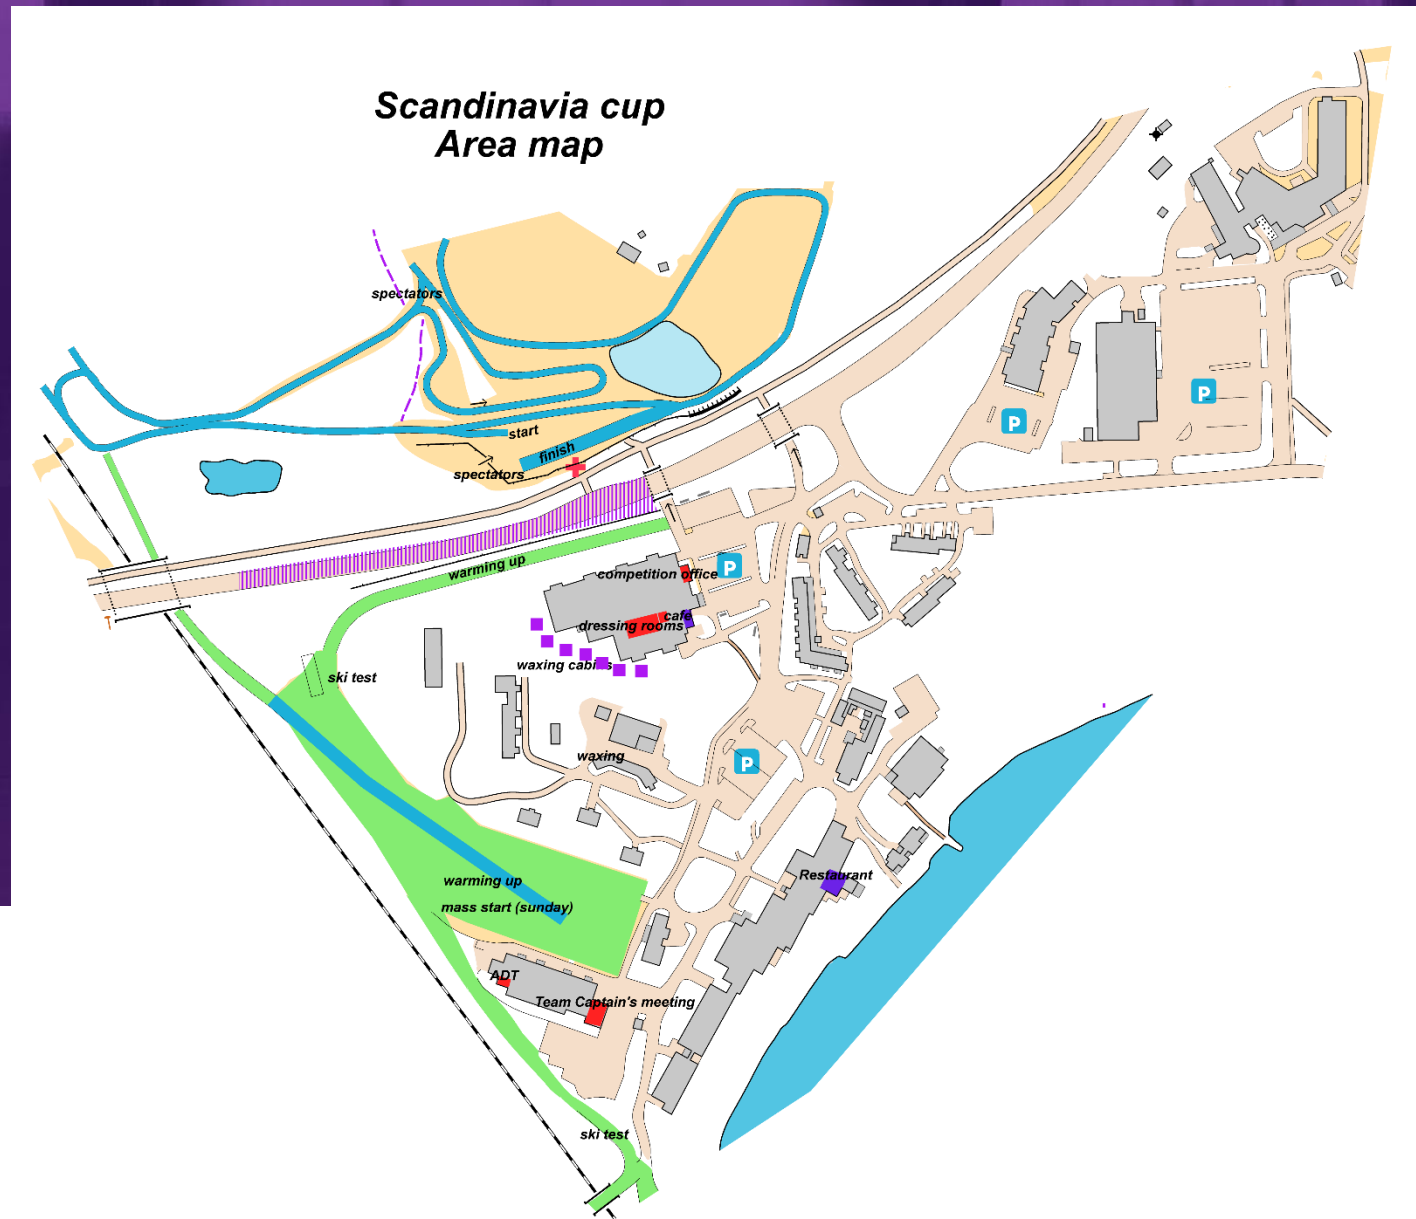 Scandinavia cup
Area map
spectators
start
finish
spectators
P
P
warming up
competition office
P
cafe
dressing rooms
waxing cabins
ski test
waxing
P
Restaurant
warming up
mass start (sunday)
ADT
Team Captain's meeting
ski test